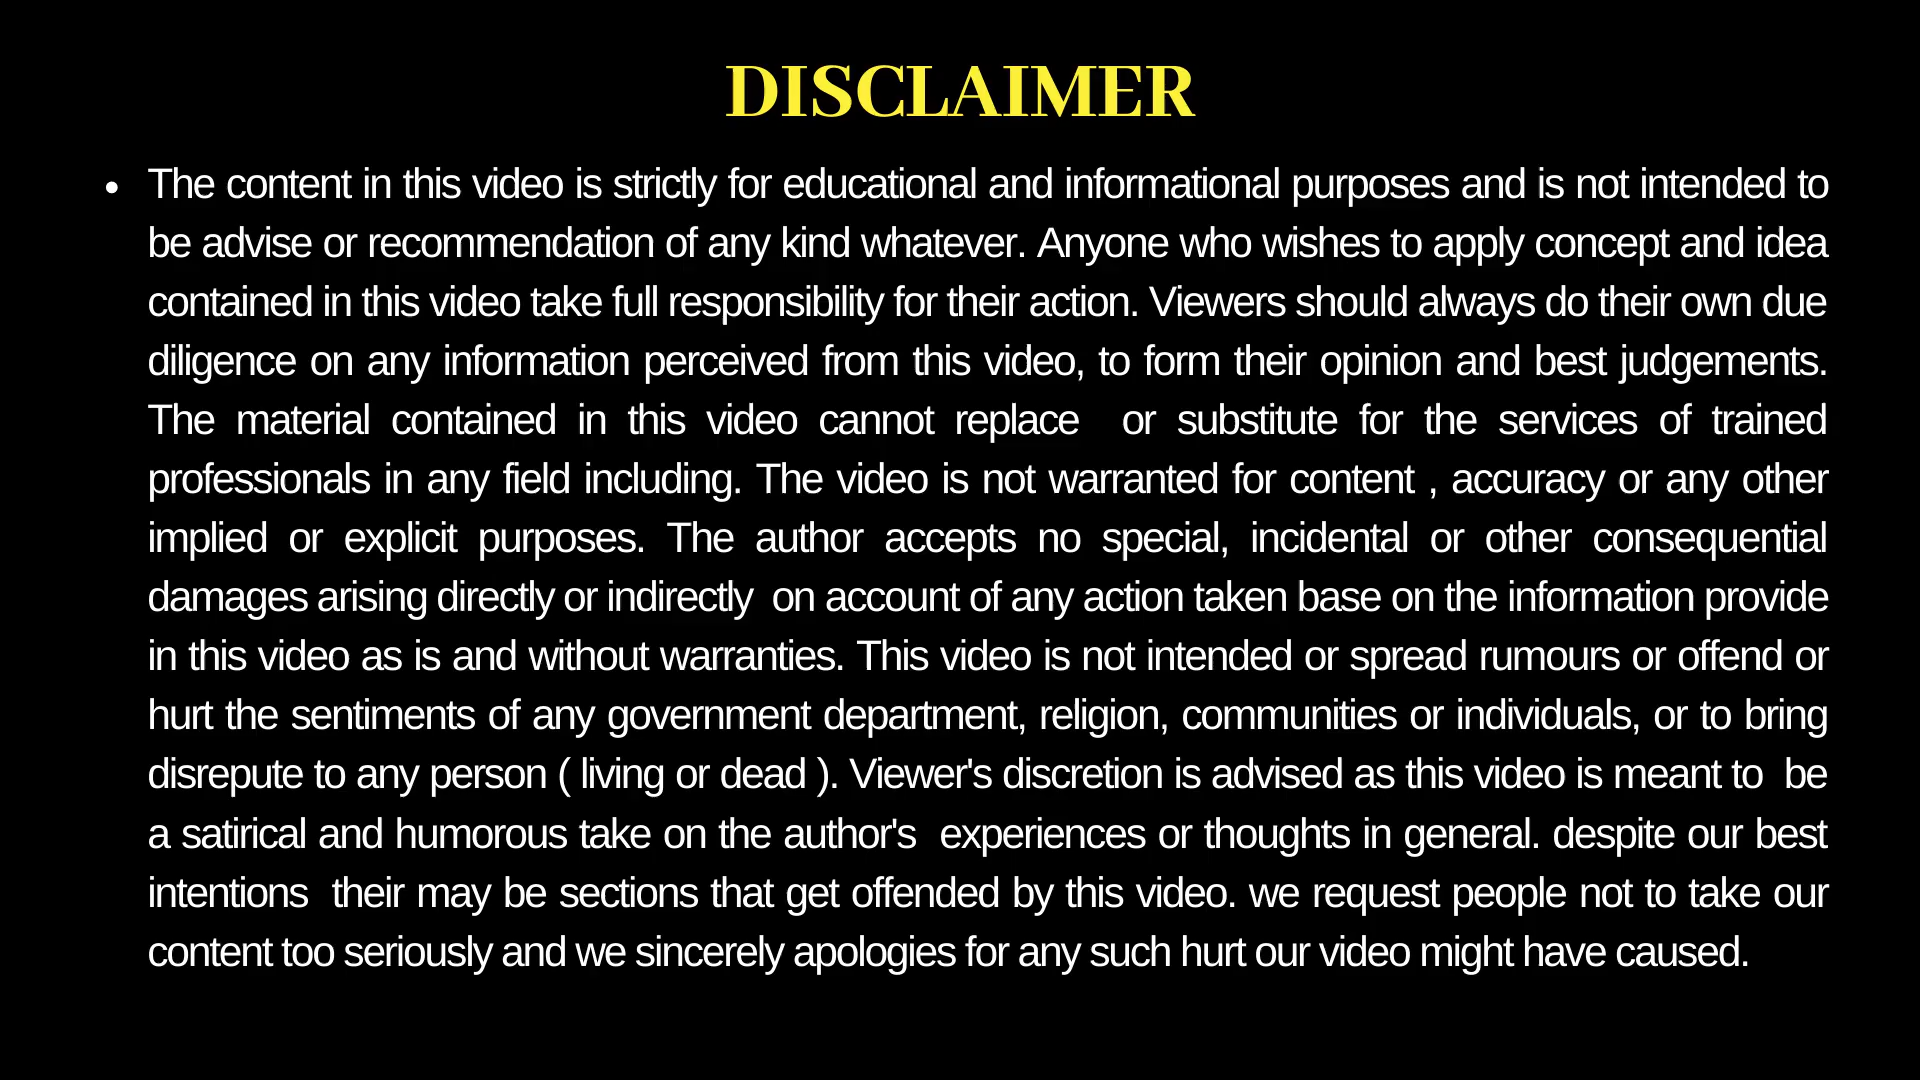 DISCLAIMER
• The content in this video is strictly for educational and informational purposes and is not intended to
be advise or recommendation of any kind whatever. Anyone who wishes to apply concept and idea
contained in this video take full responsibility for their action. Viewers should always do their own due
diligence on any information perceived from this video, to form their opinion and best judgements.
The material contained in this video cannot replace  or substitute for the services of trained
professionals in any field including. The video is not warranted for content , accuracy or any other
implied or explicit purposes. The author accepts no special, incidental or other consequential
damages arising directly or indirectly  on account of any action taken base on the information provide
in this video as is and without warranties. This video is not intended or spread rumours or offend or
hurt the sentiments of any government department, religion, communities or individuals, or to bring
disrepute to any person ( living or dead ). Viewer's discretion is advised as this video is meant to  be
a satirical and humorous take on the author's  experiences or thoughts in general. despite our best
intentions  their may be sections that get offended by this video. we request people not to take our
content too seriously and we sincerely apologies for any such hurt our video might have caused.